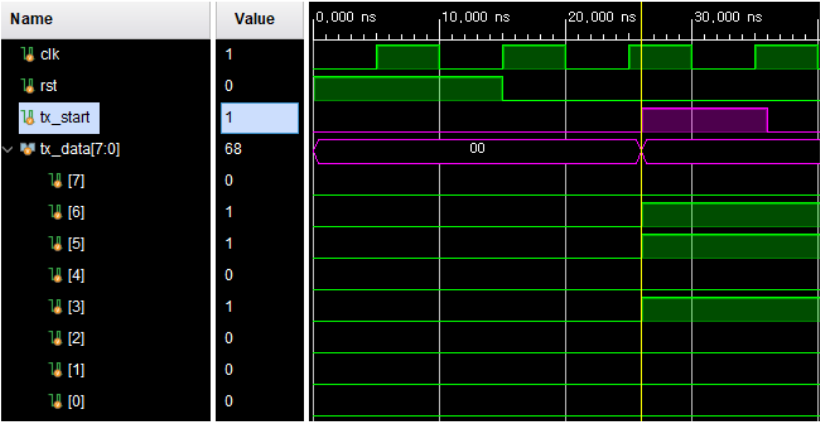 Name Value 0,000 ns 10,000 ns 20,000 ns 30,000 ns
clk 1
rst 0
tx_start 1
tx_data[7:0] 68 00
[7] 0
[6] 1
[5] 1
[4] 0
[3] 1
[2] 0
[1] 0
[0] 0